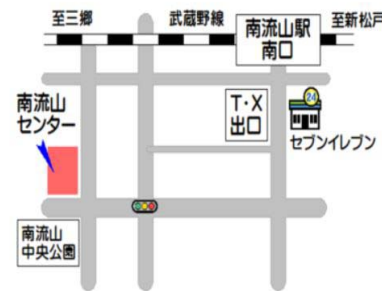 至三郷
武蔵野線
南流山駅
南口
至新松戸
南流山
センター
T・X
出口
24
セブンイレブン
南流山
中央公園